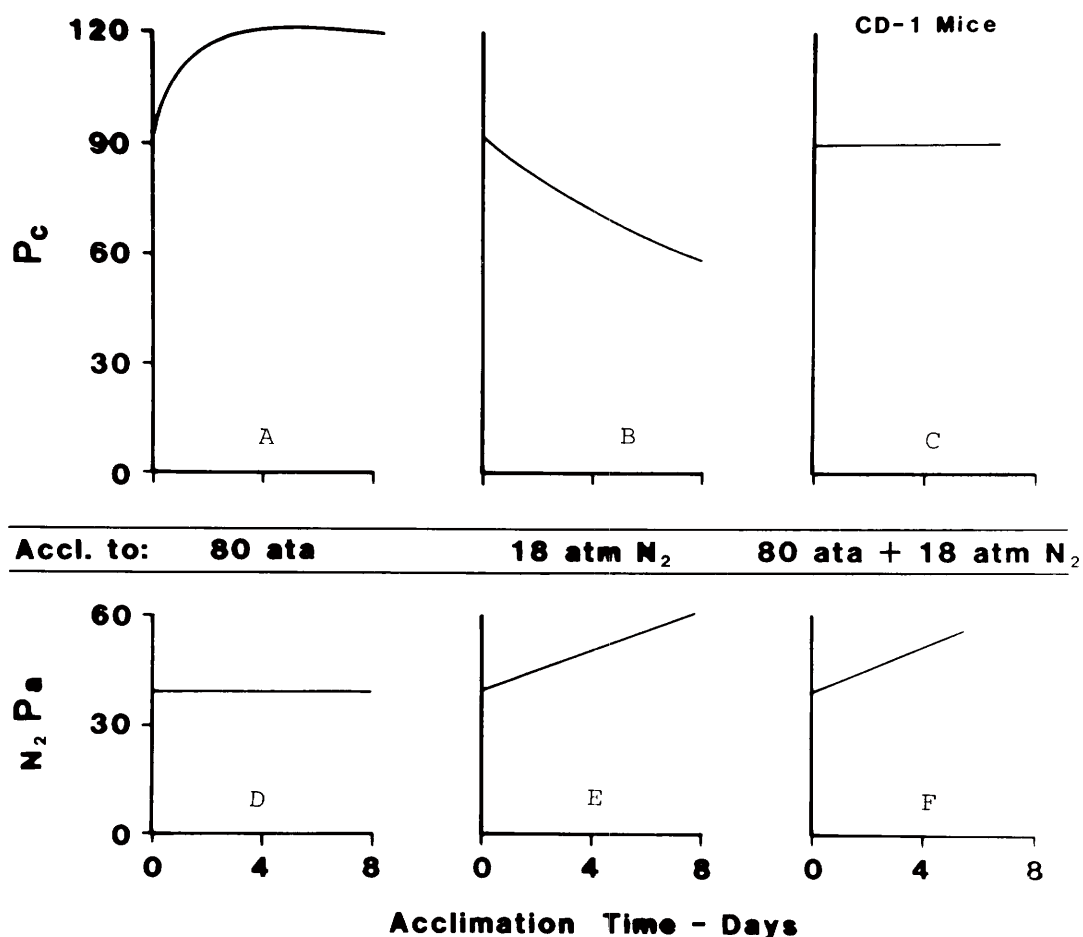 CD-1 Mice
120
90
60
30
0
Pc
A
B
C
Accl. to: 80 ata 18 atm N₂ 80 ata + 18 atm N₂
60
30
0
N₂ Pa
D
E
F
0 4 8 0 4 8 0 4 8
Acclimation Time - Days